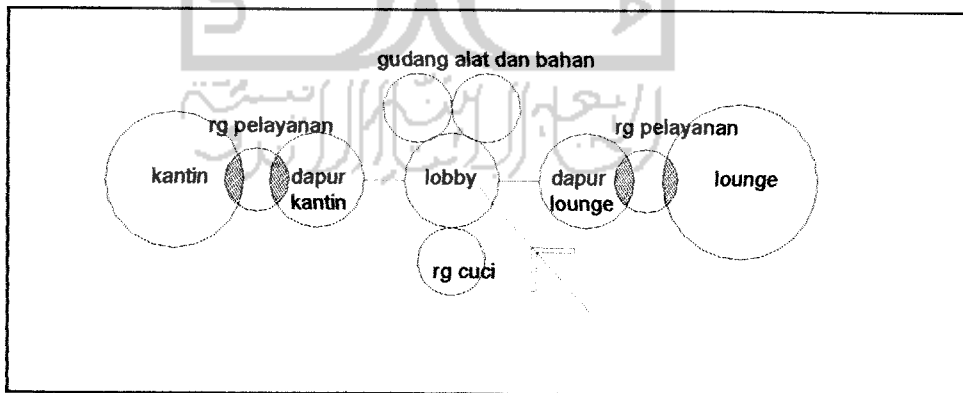 gudang alat dan bahan
rg pelayanan
kantin
dapur
kantin
lobby
rg cuci
rg pelayanan
dapur
lounge
lounge